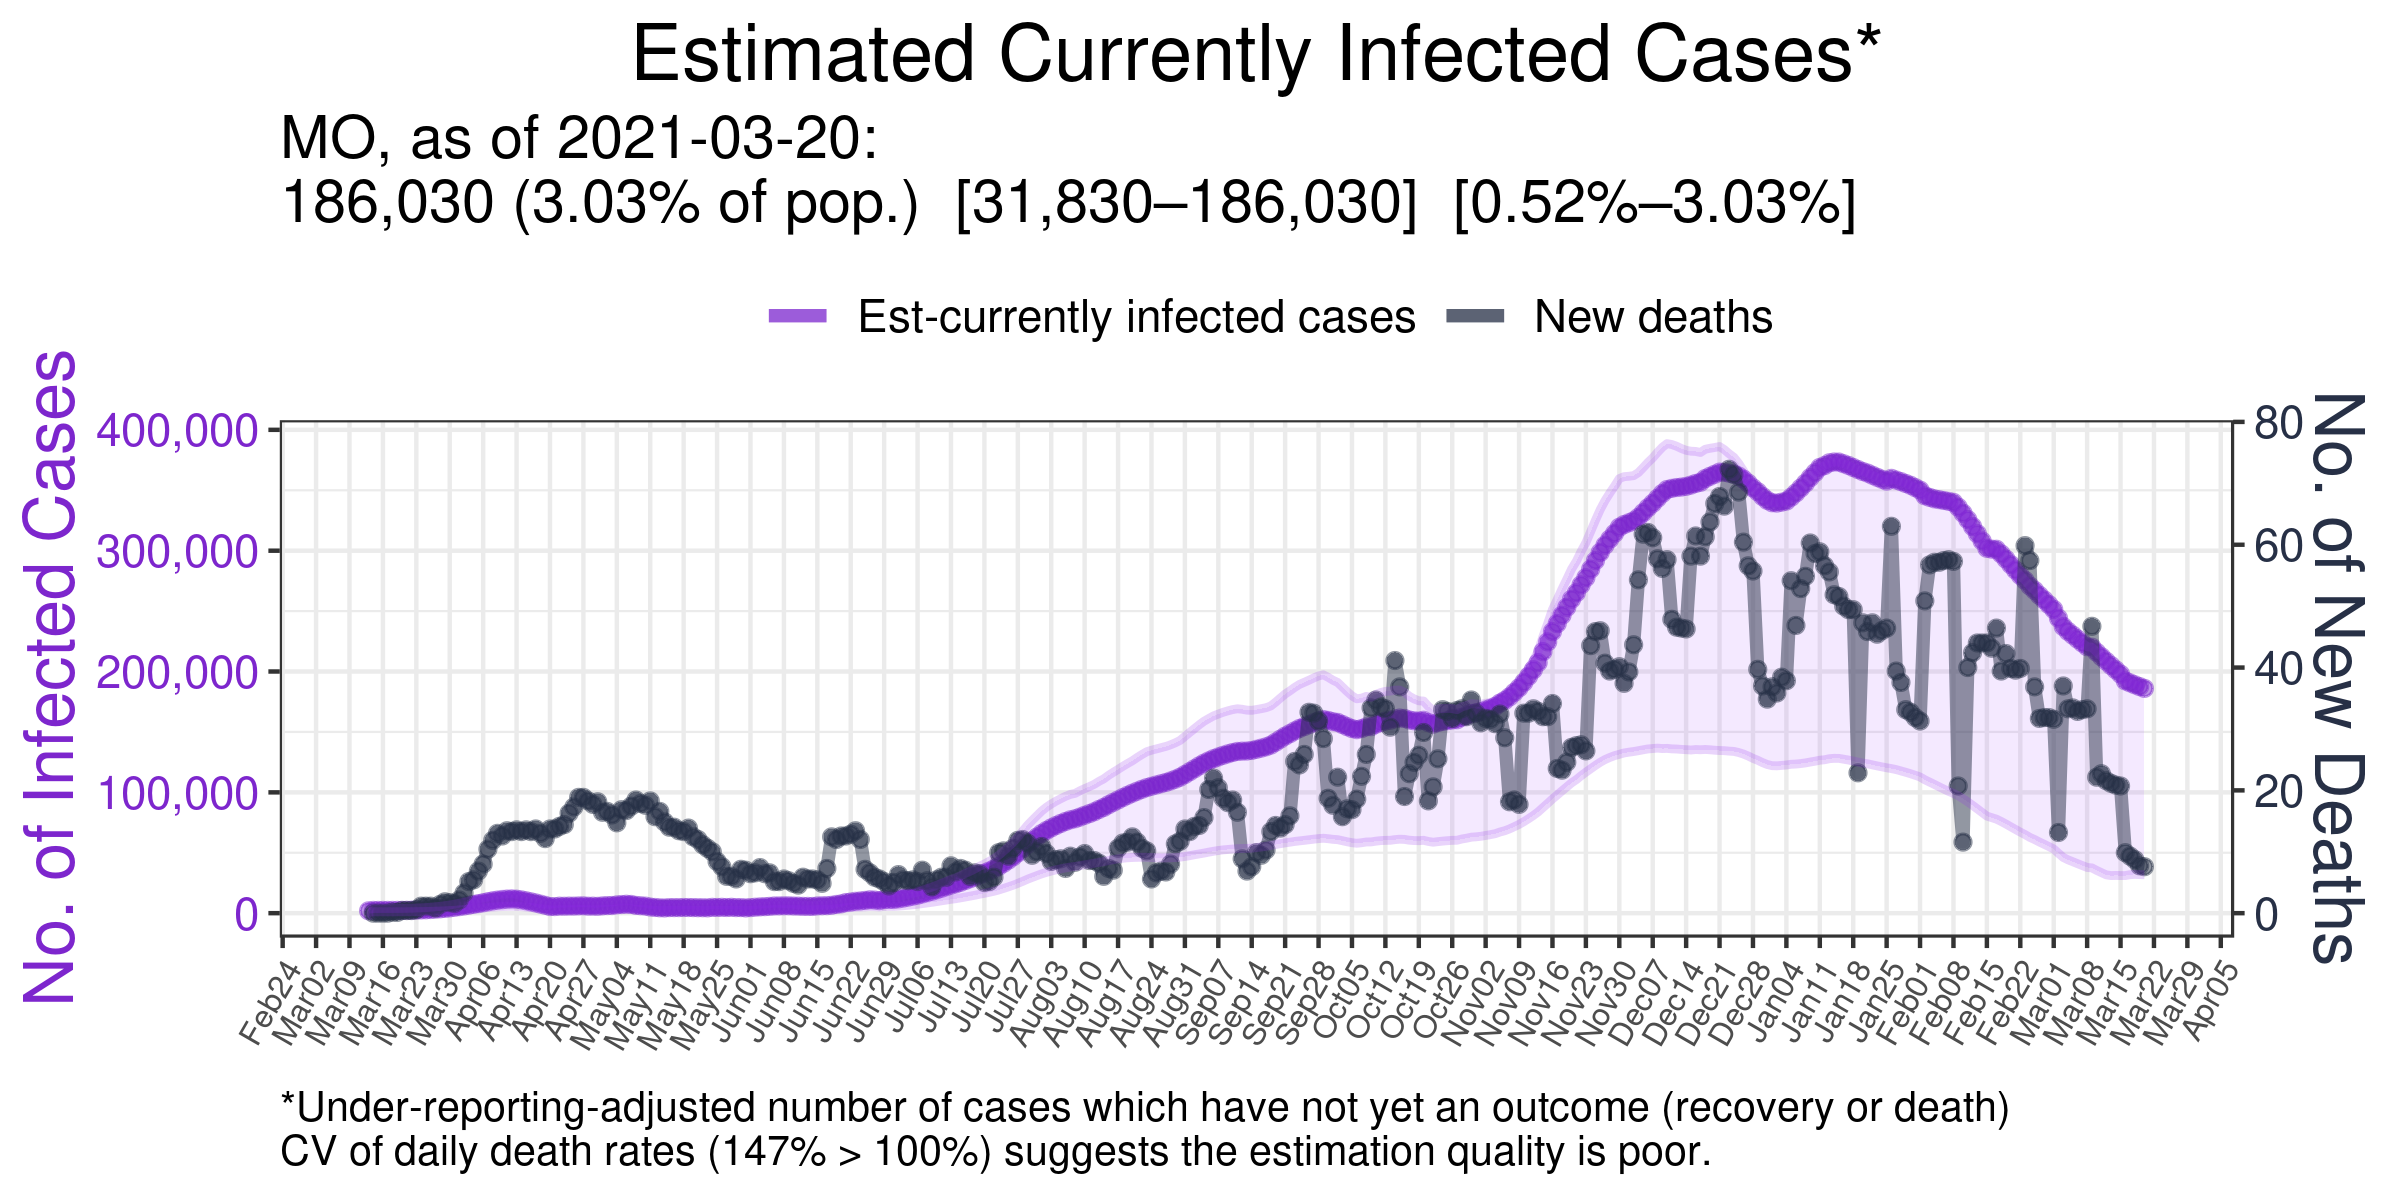 Estimated Currently Infected Cases*
MO, as of 2021-03-20:
186,030 (3.03% of pop.) [31,830–186,030] [0.52%–3.03%]
Est-currently infected cases
New deaths
No. of Infected Cases
400,000
300,000
200,000
100,000
0
80
60
40
20
0
No. of New Deaths
Feb24
Mar02
Mar09
Mar16
Mar23
Mar30
Apr06
Apr13
Apr20
Apr27
May04
May11
May18
May25
Jun01
Jun08
Jun15
Jun22
Jun29
Jul06
Jul13
Jul20
Jul27
Aug03
Aug10
Aug17
Aug24
Aug31
Sep07
Sep14
Sep21
Sep28
Oct05
Oct12
Oct19
Oct26
Nov02
Nov09
Nov16
Nov23
Nov30
Dec07
Dec14
Dec21
Dec28
Jan04
Jan11
Jan18
Jan25
Feb01
Feb08
Feb15
Feb22
Mar01
Mar08
Mar15
Mar22
Mar29
Apr05
*Under-reporting-adjusted number of cases which have not yet an outcome (recovery or death)
CV of daily death rates (147% > 100%) suggests the estimation quality is poor.